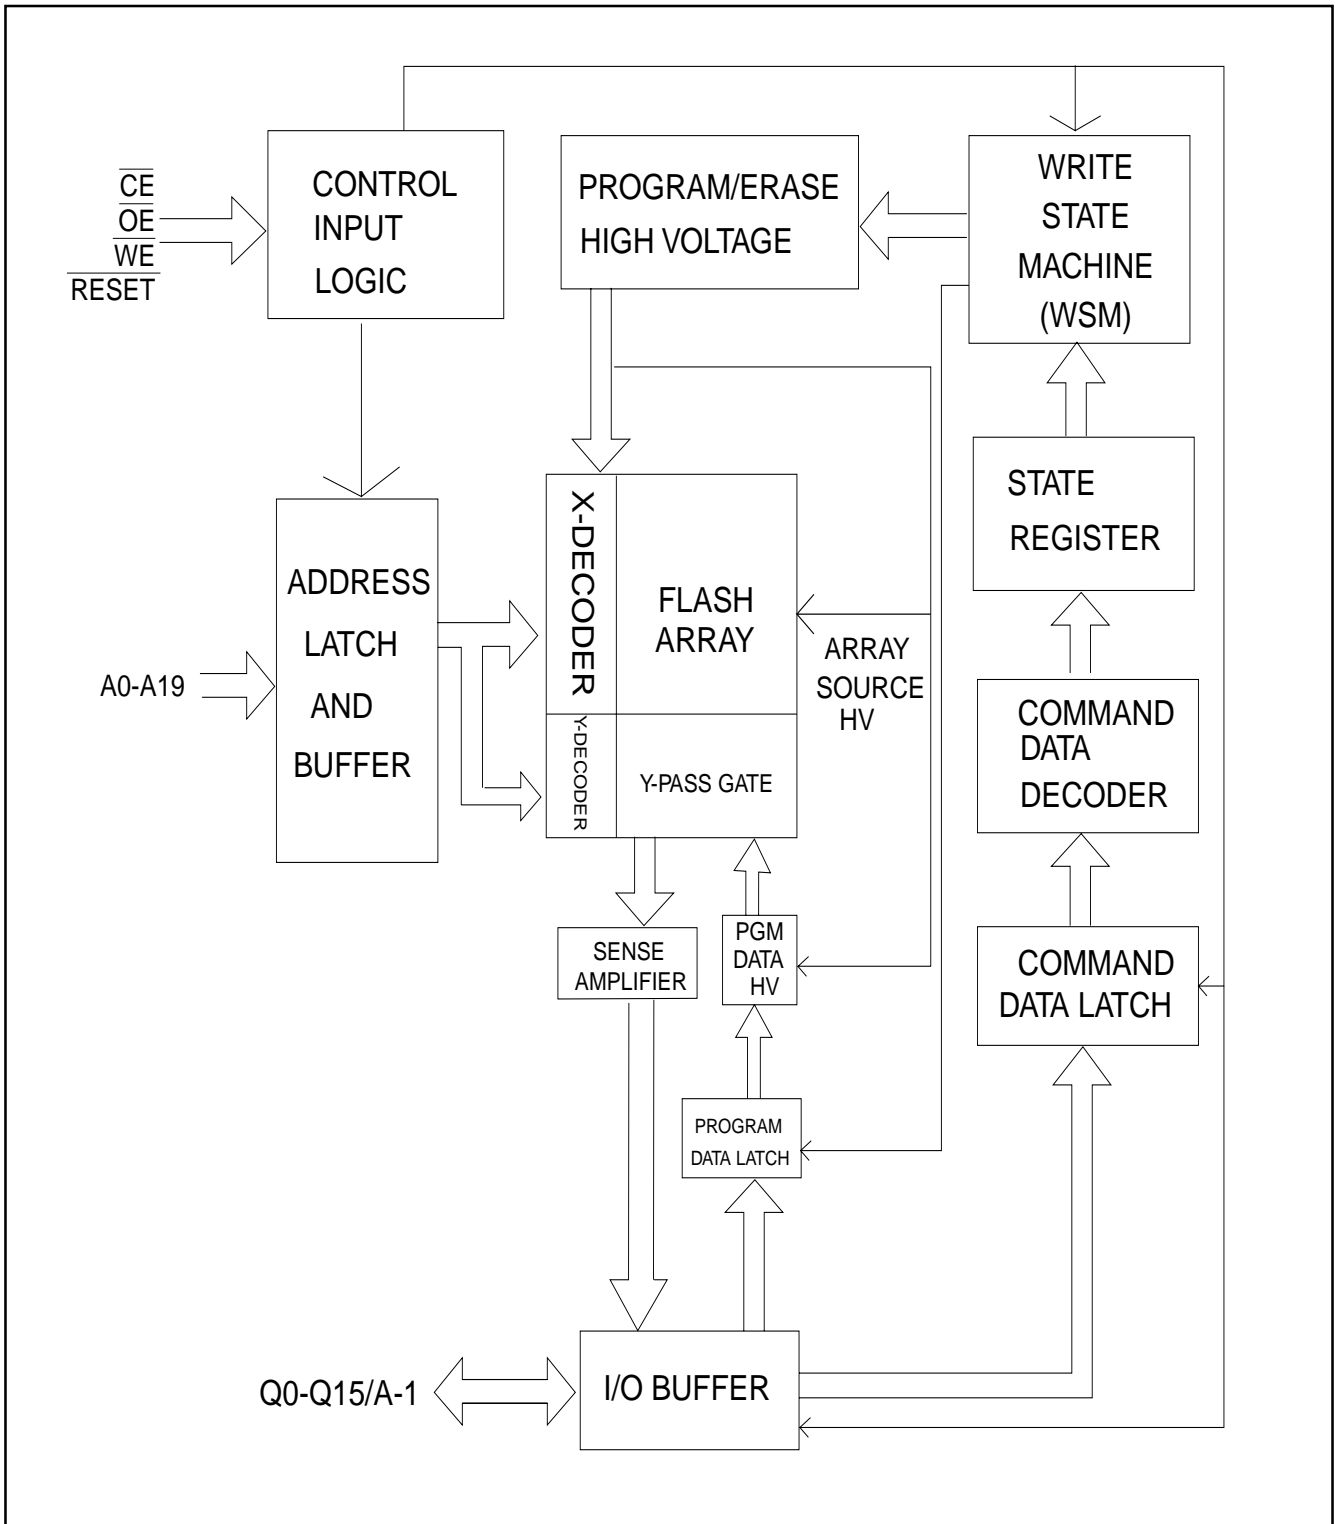 CE
OE
WE
RESET
CONTROL
INPUT
LOGIC
PROGRAM/ERASE
HIGH VOLTAGE
WRITE
STATE
MACHINE
(WSM)
STATE
REGISTER
A0-A19
ADDRESS
LATCH
AND
BUFFER
X-DECODER
FLASH
ARRAY
ARRAY
SOURCE
HV
Y-DECODER
Y-PASS GATE
COMMAND
DATA
DECODER
SENSE
AMPLIFIER
PGM
DATA
HV
COMMAND
DATA LATCH
PROGRAM
DATA LATCH
Q0-Q15/A-1
I/O BUFFER